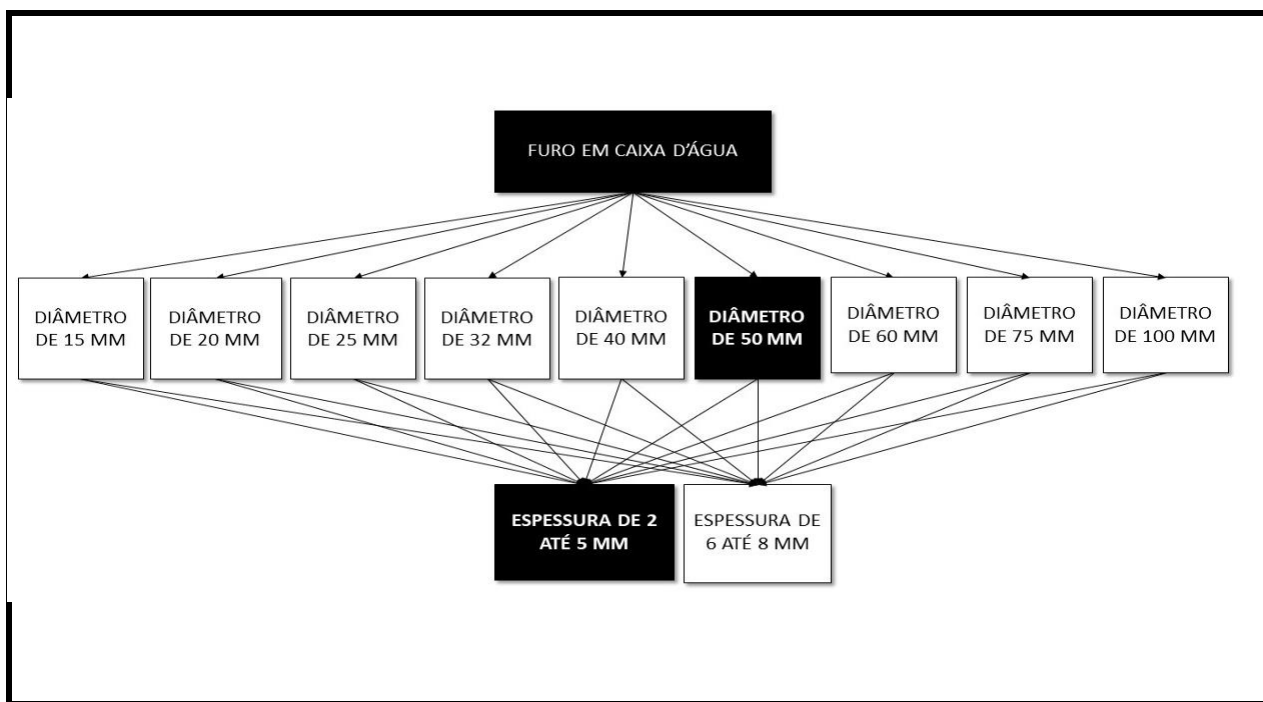 FURO EM CAIXA D'ÁGUA
DIÂMETRO
DE 15 MM
DIÂMETRO
DE 20 MM
DIÂMETRO
DE 25 MM
DIÂMETRO
DE 32 MM
DIÂMETRO
DE 40 MM
DIÂMETRO
DE 50 MM
DIÂMETRO
DE 60 MM
DIÂMETRO
DE 75 MM
DIÂMETRO
DE 100 MM
ESPESSURA DE 2
ATÉ 5 MM
ESPESSURA DE
6 ATÉ 8 MM